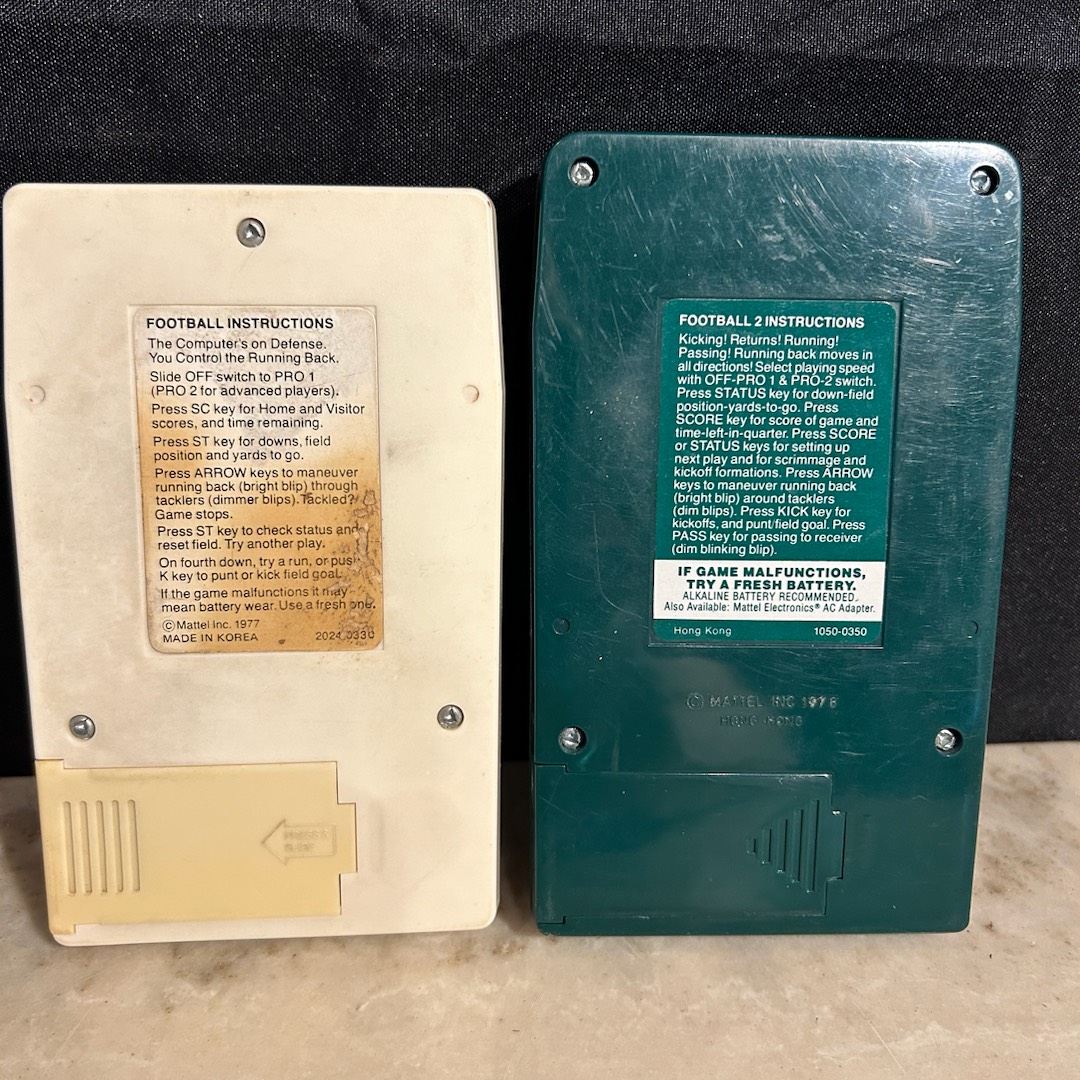 FOOTBALL INSTRUCTIONS
The Computer's on Defense.
You Control the Running Back.
Slide OFF switch to PRO 1
(PRO 2 for advanced players).
Press SC key for Home and Visitor
scores, and time remaining.
Press ST key for downs, field
position and yards to go.
Press ARROW keys to maneuver
running back (bright blip) through
tacklers (dimmer blips). Tackled?
Game stops.
Press ST key to check status and
reset field. Try another play.
On fourth down, try a run, or push
K key to punt or kick field goal.
If the game malfunctions it may
mean battery wear. Use a fresh one.
©Mattel Inc. 1977
MADE IN KOREA 2024 0330
FOOTBALL 2 INSTRUCTIONS
Kicking! Returns! Running!
Passing! Running back moves in
all directions! Select playing speed
with OFF-PRO 1 & PRO-2 switch.
Press STATUS key for down-field
position-yards-to-go. Press
SCORE key for score of game and
time-left-in-quarter. Press SCORE
or STATUS keys for setting up
next play and for scrimmage and
kickoff formations. Press ARROW
keys to maneuver running back
(bright blip) around tacklers
(dim blips). Press KICK key for
kickoffs, and punt/field goal. Press
PASS key for passing to receiver
(dim blinking blip).
IF GAME MALFUNCTIONS,
TRY A FRESH BATTERY.
ALKALINE BATTERY RECOMMENDED.
Also Available: Mattel Electronics® AC Adapter.
Hong Kong 1050-0350
© MATTEL INC 1978
HONG KONG